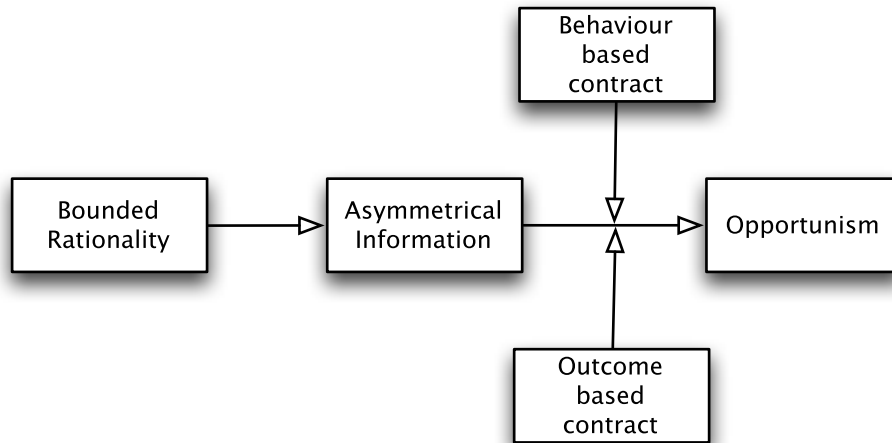 Behaviour
based
contract
Bounded
Rationality
Asymmetrical
Information
Opportunism
Outcome
based
contract